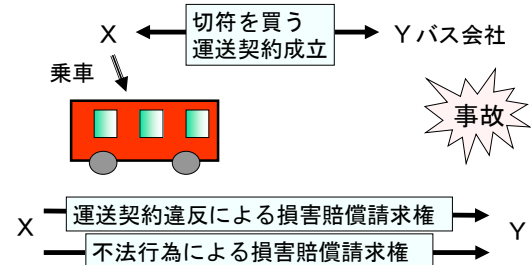 切符を買う
運送契約成立
X
Y バス会社
乗車
事故
運送契約違反による損害賠償請求権
X
Y
不法行為による損害賠償請求権